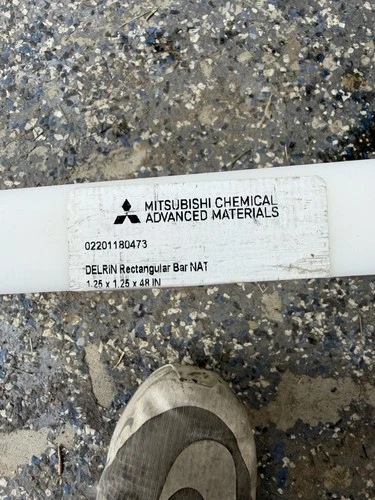 MITSUBISHI CHEMICAL
ADVANCED MATERIALS
02201180473
DELRIN Rectangular Bar NAT
1.25 x 1.25 x 48 IN